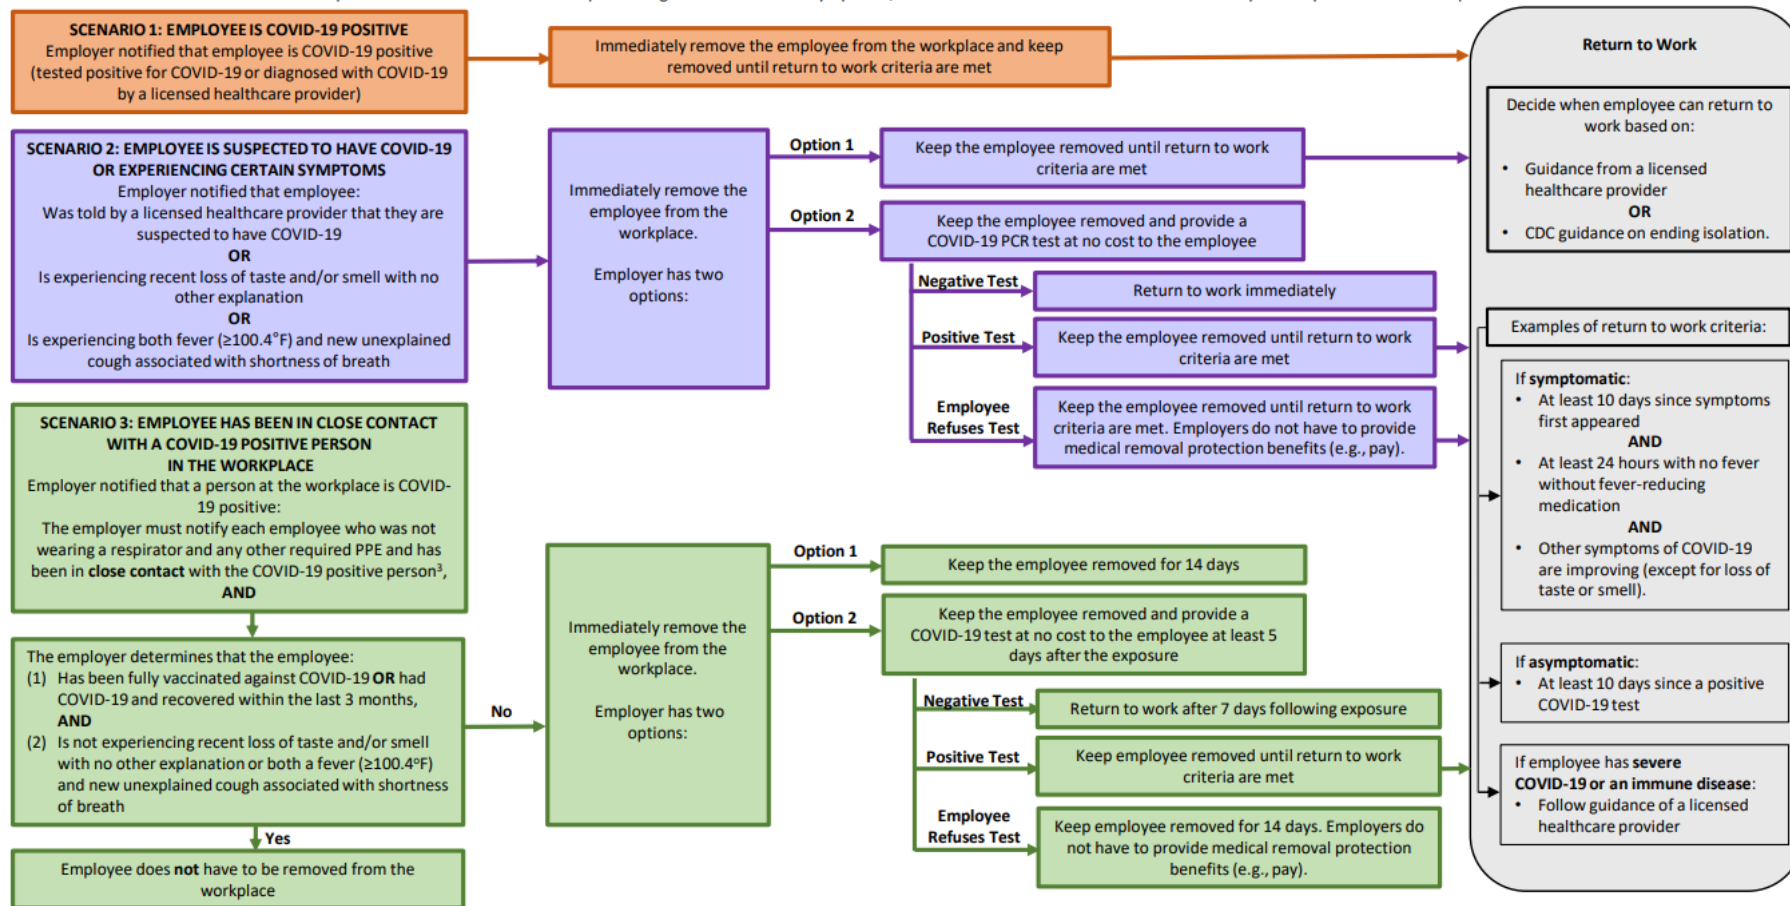 SCENARIO 1: EMPLOYEE IS COVID-19 POSITIVE
Employer notified that employee is COVID-19 positive
(tested positive for COVID-19 or diagnosed with COVID-19
by a licensed healthcare provider)
Immediately remove the employee from the workplace and keep
removed until return to work criteria are met
SCENARIO 2: EMPLOYEE IS SUSPECTED TO HAVE COVID-19
OR EXPERIENCING CERTAIN SYMPTOMS
Employer notified that employee:
Was told by a licensed healthcare provider that they are
suspected to have COVID-19
OR
Is experiencing recent loss of taste and/or smell with no
other explanation
OR
Is experiencing both fever (≥100.4°F) and new unexplained
cough associated with shortness of breath
Immediately remove the
employee from the
workplace.
Employer has two
options:
Option 1
Keep the employee removed until return to work
criteria are met
Option 2
Keep the employee removed and provide a
COVID-19 PCR test at no cost to the employee
Negative Test
Return to work immediately
Positive Test
Keep the employee removed until return to work
criteria are met
Employee
Refuses Test
Keep the employee removed until return to work
criteria are met. Employers do not have to provide
medical removal protection benefits (e.g., pay).
SCENARIO 3: EMPLOYEE HAS BEEN IN CLOSE CONTACT
WITH A COVID-19 POSITIVE PERSON
IN THE WORKPLACE
Employer notified that a person at the workplace is COVID-
19 positive:
The employer must notify each employee who was not
wearing a respirator and any other required PPE and has
been in close contact with the COVID-19 positive person³,
AND
The employer determines that the employee:
(1) Has been fully vaccinated against COVID-19 OR had
COVID-19 and recovered within the last 3 months,
AND
(2) Is not experiencing recent loss of taste and/or smell
with no other explanation or both a fever (≥100.4ºF)
and new unexplained cough associated with shortness
of breath
Yes
Employee does not have to be removed from the
workplace
No
Immediately remove the
employee from the
workplace.
Employer has two
options:
Option 1
Keep the employee removed for 14 days
Option 2
Keep the employee removed and provide a
COVID-19 test at no cost to the employee at least 5
days after the exposure
Negative Test
Return to work after 7 days following exposure
Positive Test
Keep employee removed until return to work
criteria are met
Employee
Refuses Test
Keep employee removed for 14 days. Employers do
not have to provide medical removal protection
benefits (e.g., pay).
Return to Work
Decide when employee can return to
work based on:
• Guidance from a licensed
healthcare provider
OR
• CDC guidance on ending isolation.
Examples of return to work criteria:
If symptomatic:
• At least 10 days since symptoms
first appeared
AND
• At least 24 hours with no fever
without fever-reducing
medication
AND
• Other symptoms of COVID-19
are improving (except for loss of
taste or smell).
If asymptomatic:
• At least 10 days since a positive
COVID-19 test
If employee has severe
COVID-19 or an immune disease:
• Follow guidance of a licensed
healthcare provider